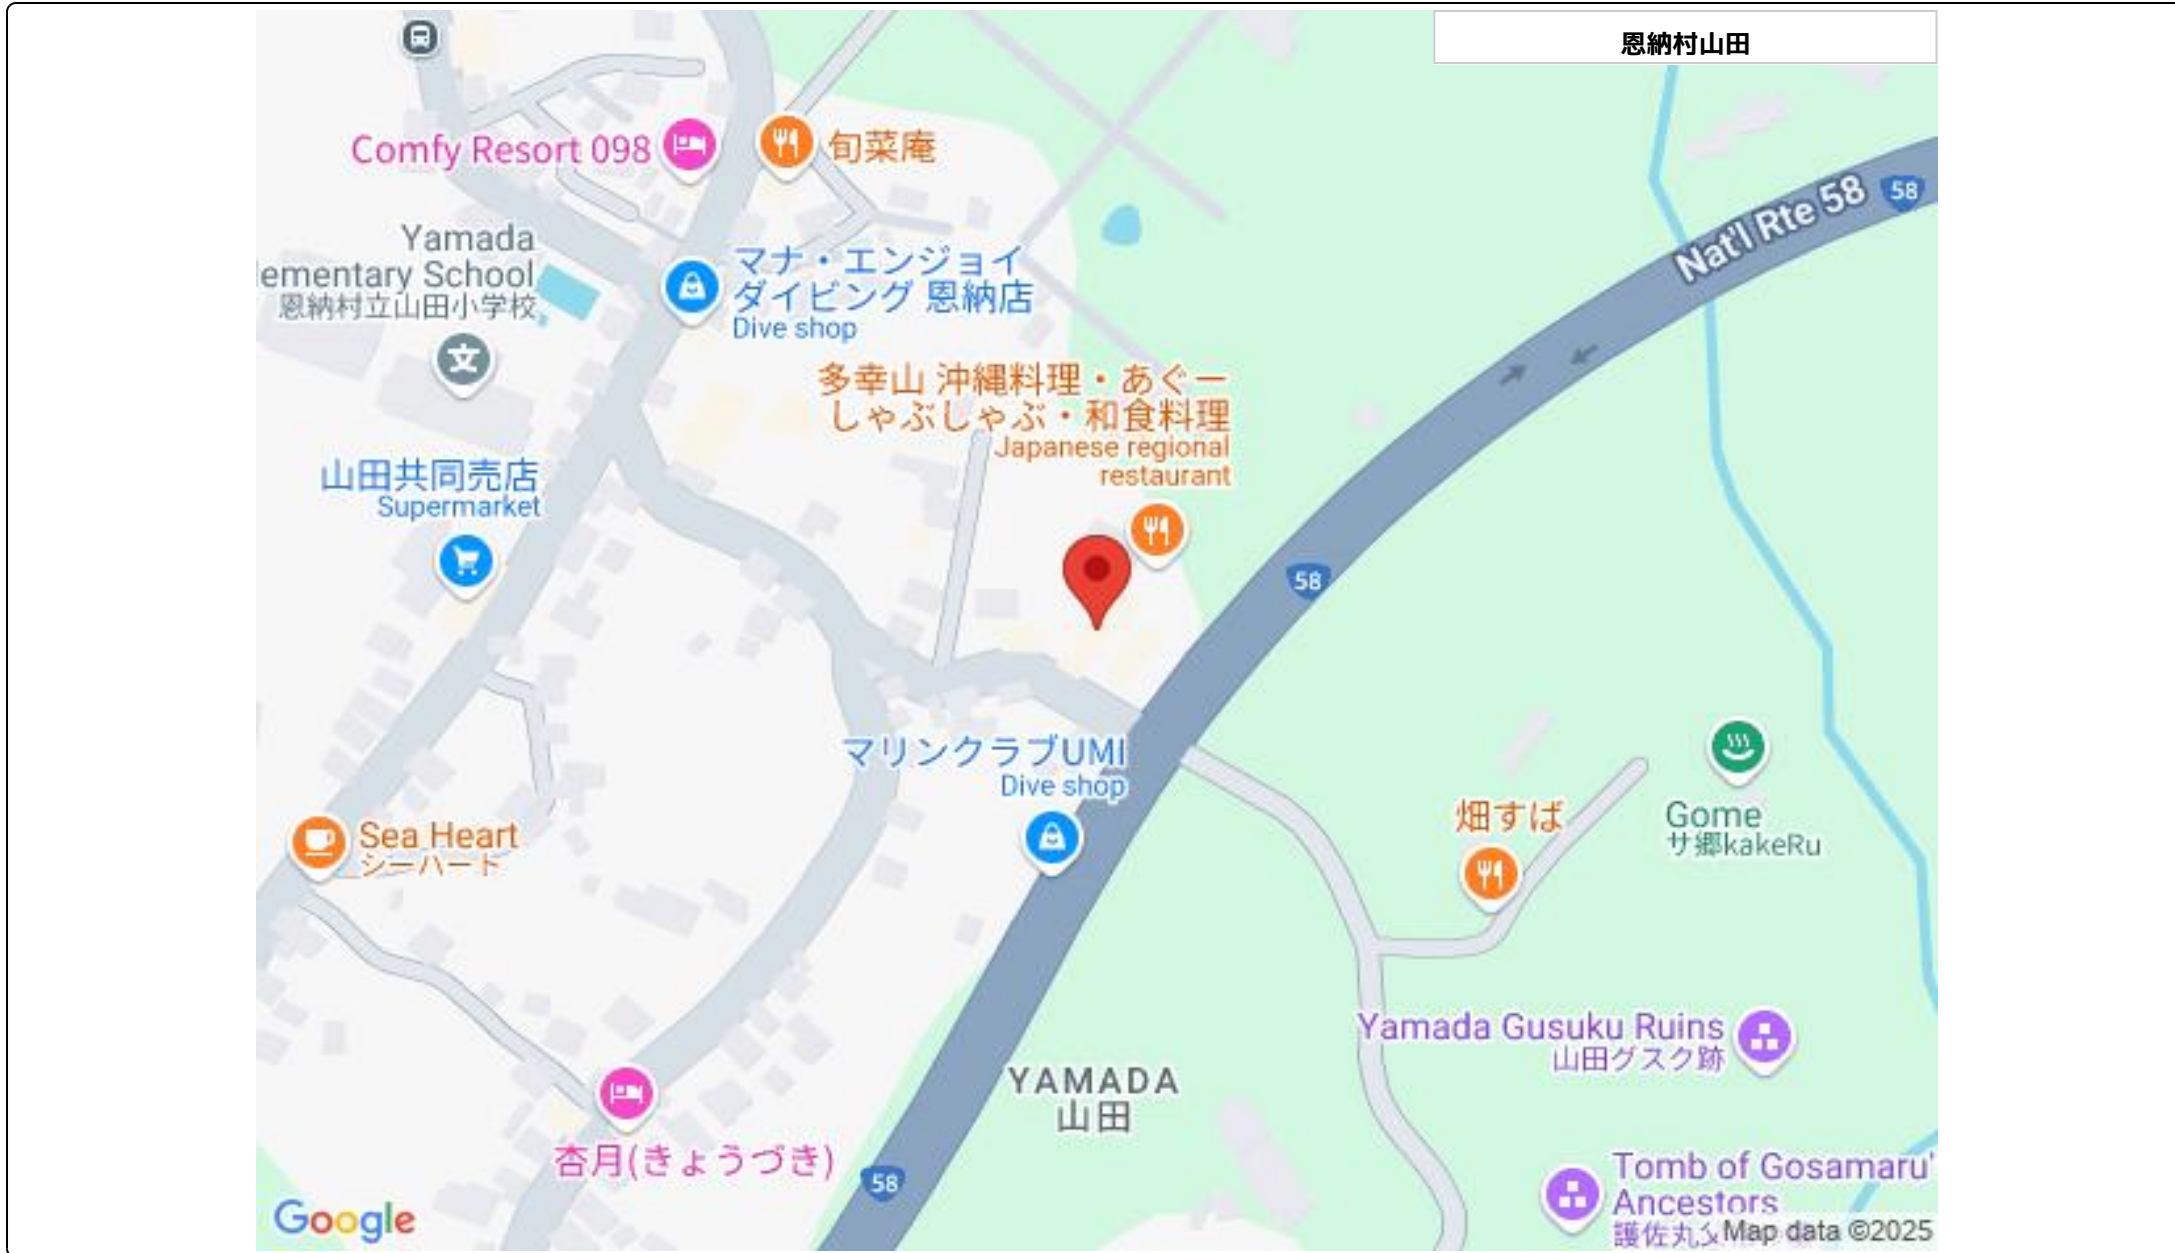 恩納村山田
Comfy Resort 098
旬菜庵
Nat'l Rte 58
58
Yamada
lementary School
恩納村立山田小学校
マナ・エンジョイ
ダイビング 恩納店
Dive shop
多幸山 沖縄料理・あぐー
しゃぶしゃぶ・和食料理
Japanese regional
restaurant
山田共同売店
Supermarket
58
マリンクラブUMI
Dive shop
Sea Heart
シーハート
畑すば
Gome
サ郷kakeRu
Yamada Gusuku Ruins
山田グスク跡
YAMADA
山田
杏月(きょうづき)
58
Tomb of Gosamaru'
Ancestors
護佐丸父
Google
Map data ©2025